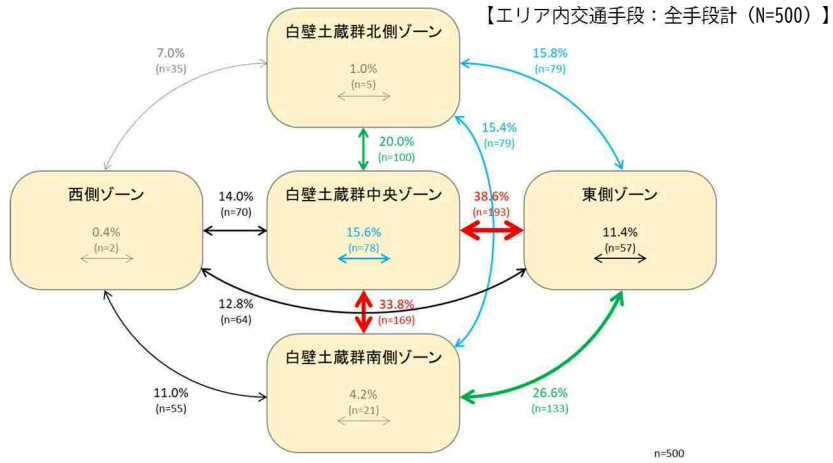 【エリア内交通手段：全手段計（N=500）】
白壁土蔵群北側ゾーン
1.0%
(n=5)
7.0%
(n=35)
15.8%
(n=79)
15.4%
(n=79)
20.0%
(n=100)
西側ゾーン
0.4%
(n=2)
14.0%
(n=70)
白壁土蔵群中央ゾーン
15.6%
(n=78)
38.6%
(n=193)
東側ゾーン
11.4%
(n=57)
12.8%
(n=64)
33.8%
(n=169)
白壁土蔵群南側ゾーン
4.2%
(n=21)
11.0%
(n=55)
26.6%
(n=133)
n=500